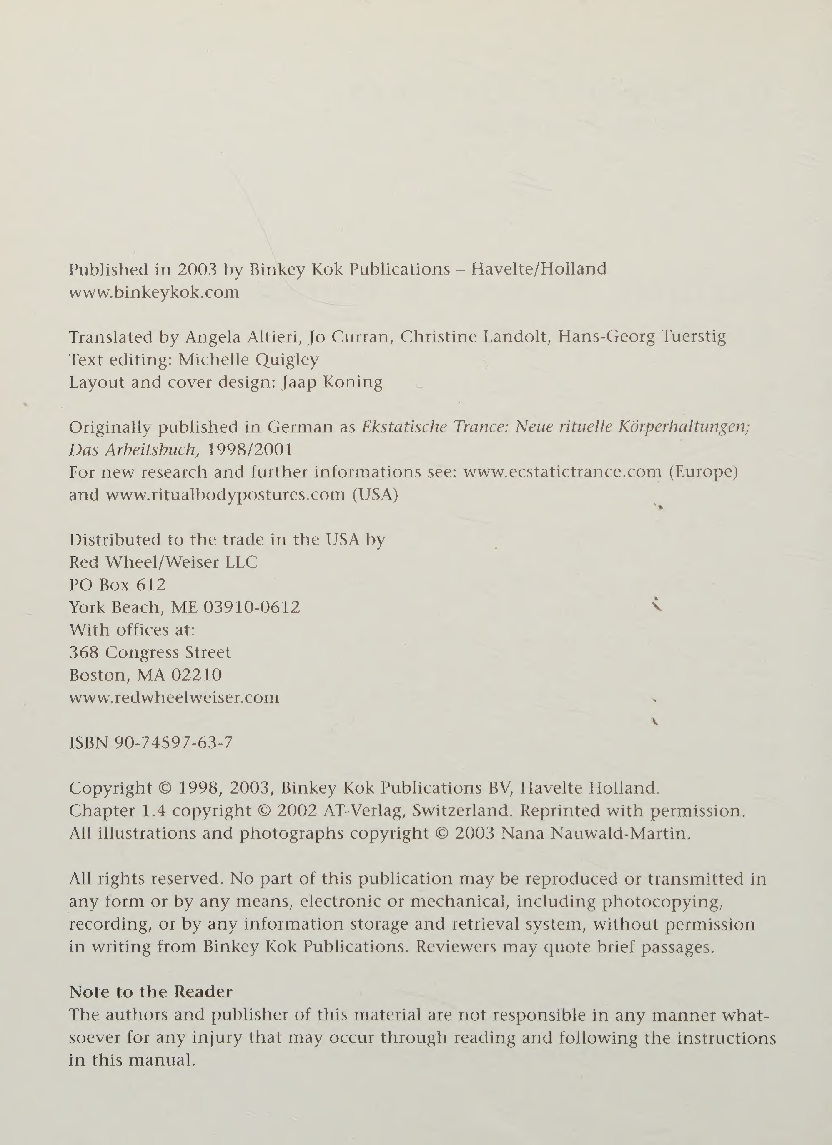 Published in 2003 by Binkey Kok Publications – Havelte/Holland
www.binkeykok.com
Translated by Angela Altieri, Jo Curran, Christine Landolt, Hans-Georg Tuerstig
Text editing: Michelle Quigley
Layout and cover design: Jaap Koning
Originally published in German as Ekstatische Trance: Neue rituelle Körperhaltungen;
Das Arbeitsbuch, 1998/2001
For new research and further informations see: www.ecstatictrance.com (Europe)
and www.ritualbodypostures.com (USA)
Distributed to the trade in the USA by
Red Wheel/Weiser LLC
PO Box 612
York Beach, ME 03910-0612
With offices at:
368 Congress Street
Boston, MA 02210
www.redwheelweiser.com
ISBN 90-74597-63-7
Copyright © 1998, 2003, Binkey Kok Publications BV, Havelte Holland.
Chapter 1.4 copyright © 2002 AT-Verlag, Switzerland. Reprinted with permission.
All illustrations and photographs copyright © 2003 Nana Nauwald-Martin.
All rights reserved. No part of this publication may be reproduced or transmitted in
any form or by any means, electronic or mechanical, including photocopying,
recording, or by any information storage and retrieval system, without permission
in writing from Binkey Kok Publications. Reviewers may quote brief passages.
Note to the Reader
The authors and publisher of this material are not responsible in any manner what-
soever for any injury that may occur through reading and following the instructions
in this manual.